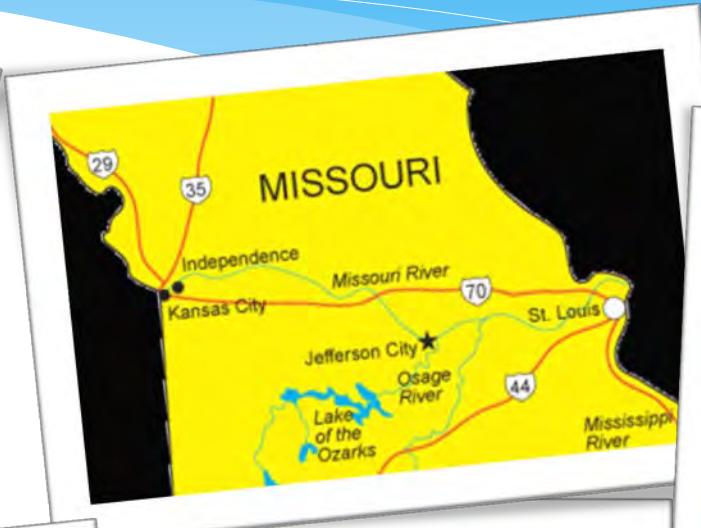 MISSOURI
29
35
Independence
Missouri River
70
Kansas City
St. Louis
Jefferson City
Osage
River
44
Lake
of the
Ozarks
Mississippi
River